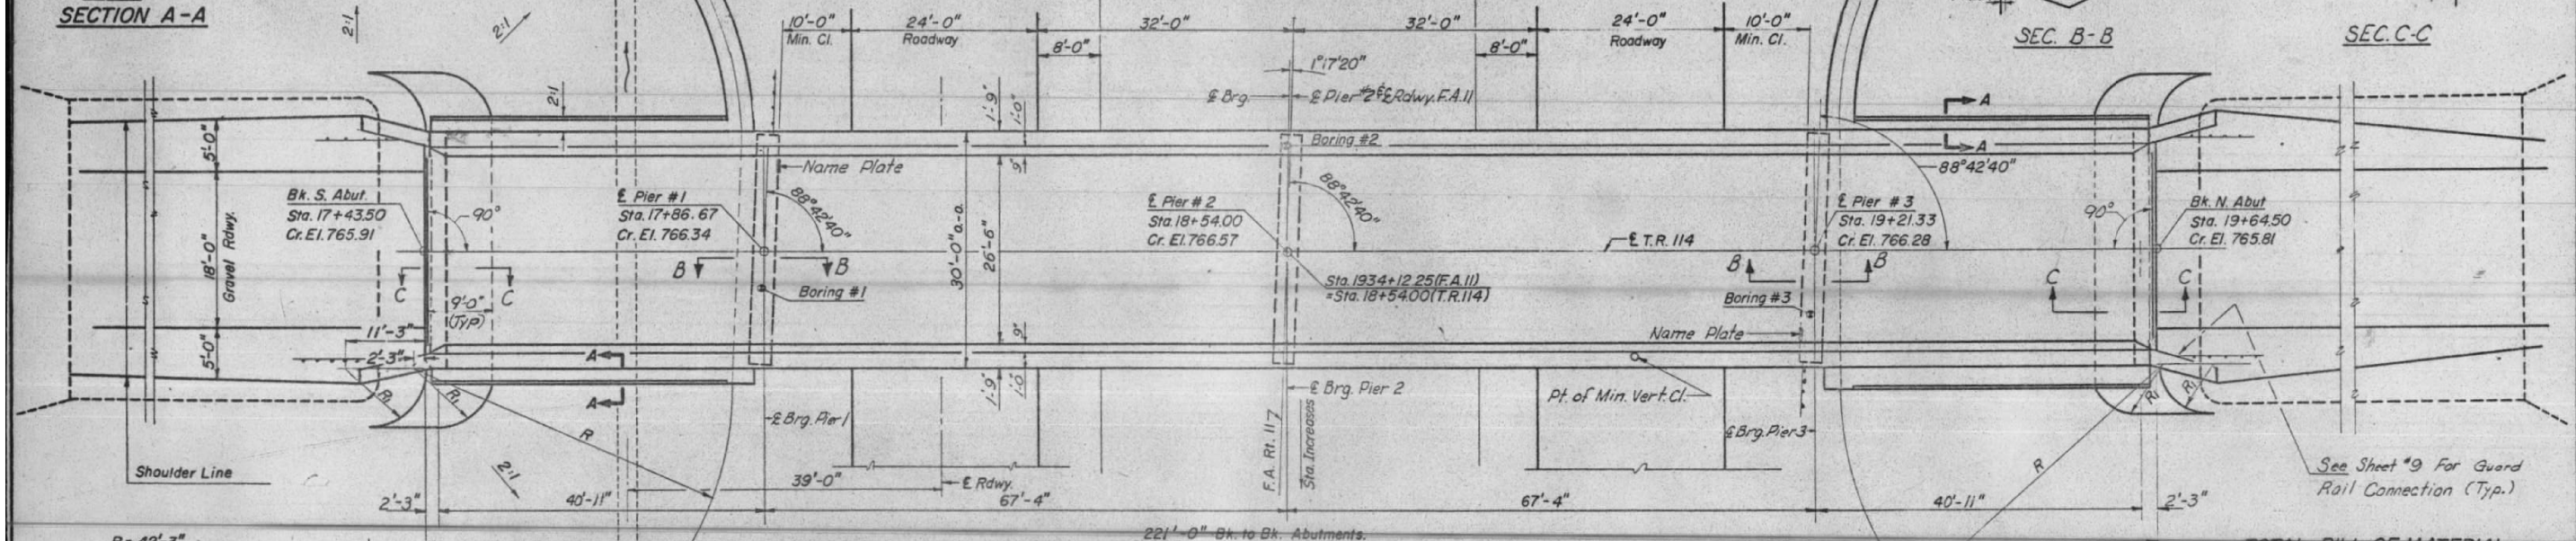 SECTION A-A
2:1
2:1
10'-0"
Min. Cl.
24'-0"
Roadway
8'-0"
32'-0"
32'-0"
8'-0"
24'-0"
Roadway
10'-0"
Min. Cl.
SEC. B-B
SEC. C-C
1°17'20"
℄ Brg.
℄ Pier #2 & ℄ Rdwy. F.A. 11
2:1
1'-9"
1'-0"
A
A
Boring #2
Name Plate
9"
88°42'40"
5'-0"
Bk. S. Abut.
Sta. 17+43.50
Cr. El. 765.91
90°
℄ Pier #1
Sta. 17+86.67
Cr. El. 766.34
88°42'40"
℄ Pier #2
Sta. 18+54.00
Cr. El. 766.57
88°42'40"
℄ Pier #3
Sta. 19+21.33
Cr. El. 766.28
90°
Bk. N. Abut
Sta. 19+64.50
Cr. El. 765.81
18'-0"
Gravel Rdwy.
30'-0" o.-o.
26'-6"
℄ T.R. 114
B
B
B
B
C
C
C
C
Sta. 1934+12.25 (F.A. 11)
=Sta. 18+54.00 (T.R. 114)
Boring #1
Boring #3
9'-0"
(Typ)
11'-3"
2'-3"
5'-0"
9"
Name Plate
A
A
1'-9"
1'-0"
℄ Brg. Pier 2
Pt. of Min. Vert. Cl.
R1
R1
R1
R1
℄ Brg. Pier 1
F.A. Rt. 11
Sta. Increases
℄ Brg. Pier 3
R
R
Shoulder Line
2:1
See Sheet #9 For Guard
Rail Connection (Typ.)
39'-0"
℄ Rdwy.
2'-3"
40'-11"
67'-4"
67'-4"
40'-11"
2'-3"
221'-0" Bk. to Bk. Abutments.
R= 49'-3"
TOTAL BILL OF MATERIAL